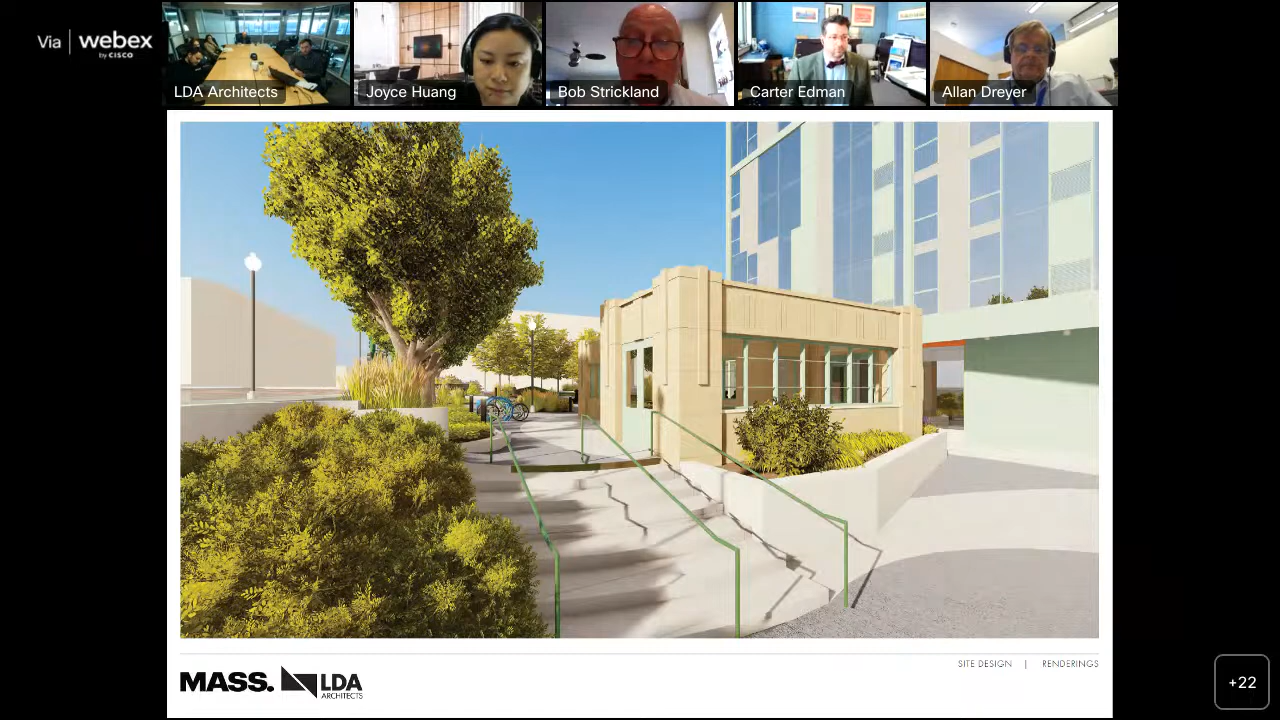 Via | webex
by CISCO
LDA Architects
Joyce Huang
Bob Strickland
Carter Edman
Allan Dreyer
SITE DESIGN | RENDERINGS
MASS. LDA
ARCHITECTS
+22